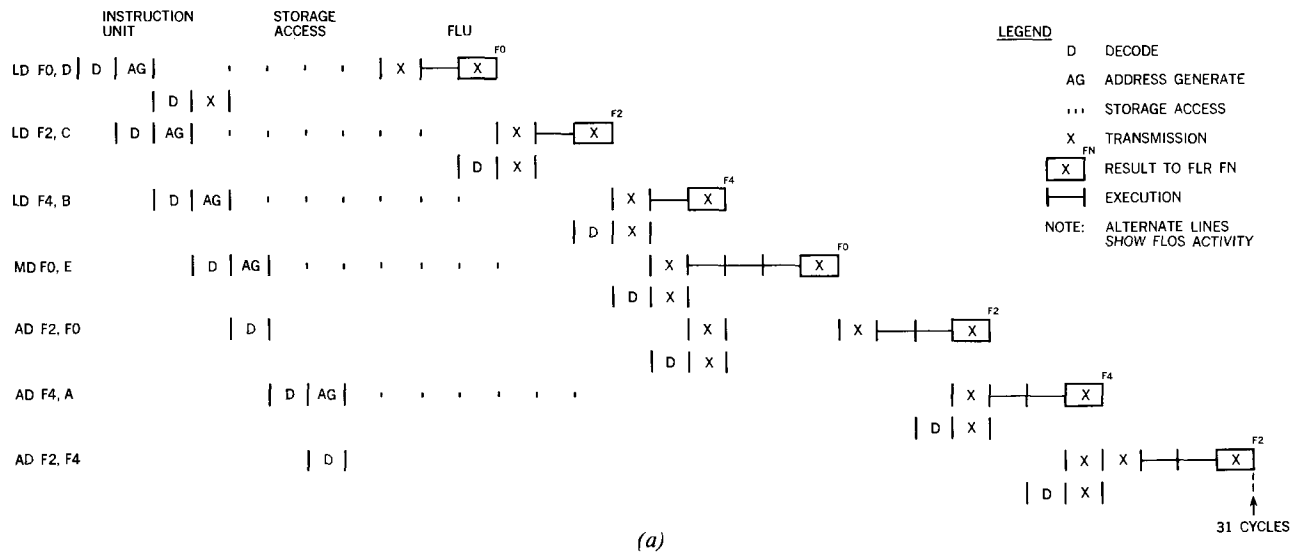 INSTRUCTION UNIT STORAGE ACCESS FLU
LEGEND
D DECODE
AG ADDRESS GENERATE
STORAGE ACCESS
X TRANSMISSION
FN
X RESULT TO FLR FN
EXECUTION
NOTE: ALTERNATE LINES
SHOW FLOS ACTIVITY
LD F0, D D AG X X F0
D X
LD F2, C D AG X X F2
D X
LD F4, B D AG X X F4
D X
MD F0, E D AG X X F0
D X
AD F2, F0 D X X X F2
D X
AD F4, A D AG X X F4
D X
AD F2, F4 D X X X F2
D X
31 CYCLES
(a)